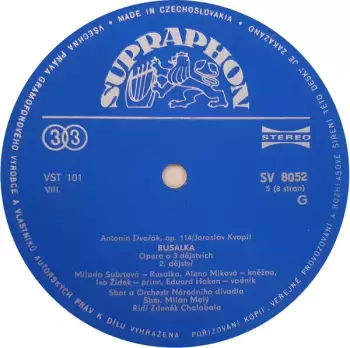 • MADE IN CZECHOSLOVAKIA •
VŠECHNA PRÁVA GRAMOFONOVÉHO VÝROBCE A VLASTNÍKŮ AUTORSKÝCH PRÁV K DÍLU VYHRAZENA
POŘIZOVÁNÍ KOPIÍ, VEŘEJNÉ PROVOZOVÁNÍ A ROZHLASOVÉ ŠÍŘENÍ TÉTO DESKY JE ZAKÁZÁNO
SUPRAPHON
33
STEREO
VST 101
VIII.
SV 8052
5 (8 stran)
G
Antonín Dvořák, op. 114/Jaroslav Kvapil
RUSALKA
Opera o 3 dějstvích
2. dějství
Milada Šubrtová - Rusalka, Alena Míková - kněžna,
Ivo Žídek - princ, Eduard Haken - vodník
Sbor a Orchestr Národního divadla
Sbm. Milan Malý
Řídí Zdeněk Chalabala